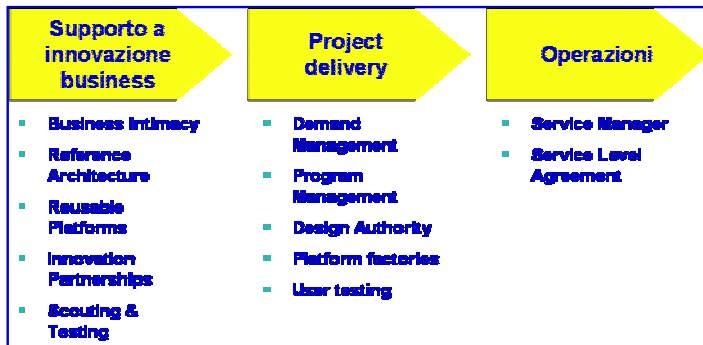 Supporto a
innovazione
business
Business Intimacy
Reference
Architecture
Reusable
Platforms
Innovation
Partnerships
Scouting &
Testing
Project
delivery
Demand
Management
Program
Management
Design Authority
Platform factories
User testing
Operazioni
Service Manager
Service Level
Agreement